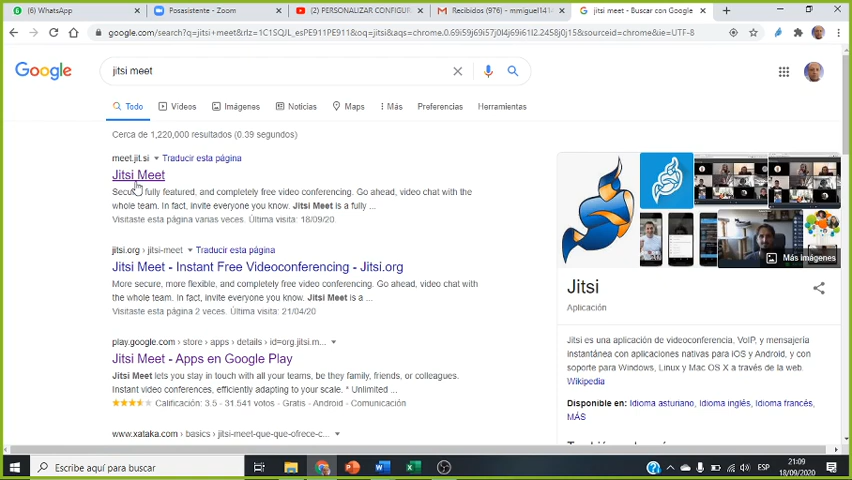 (6) WhatsApp
Posasistente - Zoom
(2) PERSONALIZAR CONFIGUR
Recibidos (976) - mmiguel141
jitsi meet - Buscar con Google
google.com/search?q=jitsi+meet&rlz=1C1SQJL_esPE911PE911&oq=jitsi&aqs=chrome.0.69i59j69i57j0l4j69i61l2.2458j0j15&sourceid=chrome&ie=UTF-8
Google
jitsi meet
Todo
Videos
Imágenes
Noticias
Maps
Más
Preferencias
Herramientas
Cerca de 1,220,000 resultados (0.39 segundos)
meet.jit.si
Traducir esta página
Jitsi Meet
Secure, fully featured, and completely free video conferencing. Go ahead, video chat with the
whole team. In fact, invite everyone you know. Jitsi Meet is a fully ...
Visitaste esta página varias veces. Última visita: 18/09/20
jitsi.org › jitsi-meet
Traducir esta página
Jitsi Meet - Instant Free Videoconferencing - Jitsi.org
More secure, more flexible, and completely free video conferencing. Go ahead, video chat with the
whole team. In fact, invite everyone you know. Jitsi Meet is a ...
Visitaste esta página 2 veces. Última visita: 21/04/20
play.google.com › store › apps › details › id=org.jitsi.m...
Jitsi Meet - Apps en Google Play
Jitsi Meet lets you stay in touch with all your teams, be they family, friends, or colleagues.
Instant video conferences, efficiently adapting to your scale. * Unlimited ...
Calificación: 3.5 - 31.541 votos - Gratis - Android - Comunicación
www.xataka.com › basics › jitsi-meet-que-que-ofrece-c...
Más imágenes
Jitsi
Aplicación
Jitsi es una aplicación de videoconferencia, VoIP, y mensajería
instantánea con aplicaciones nativas para iOS y Android, y con
soporte para Windows, Linux y Mac OS X a través de la web.
Wikipedia
Disponible en: Idioma asturiano, Idioma inglés, Idioma francés,
MÁS
Escribe aquí para buscar
ESP
21:09
18/09/2020